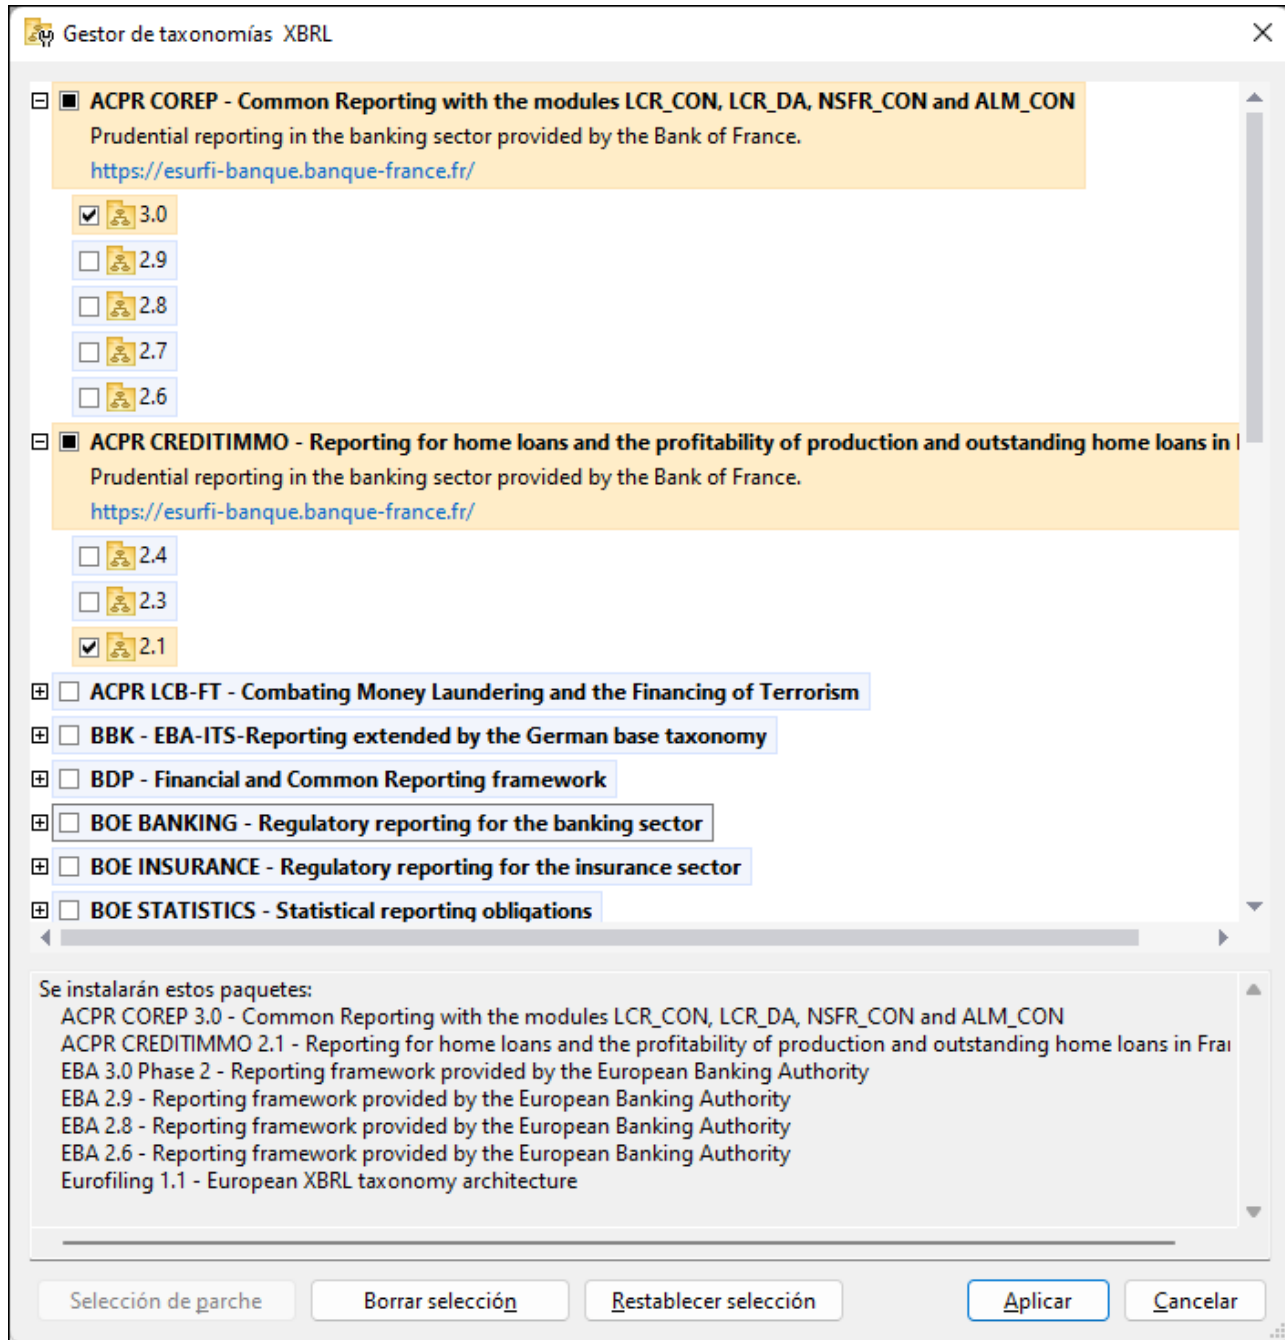 Gestor de taxonomías XBRL
ACPR COREP - Common Reporting with the modules LCR_CON, LCR_DA, NSFR_CON and ALM_CON
Prudential reporting in the banking sector provided by the Bank of France.
https://esurfi-banque.banque-france.fr/
3.0
2.9
2.8
2.7
2.6
ACPR CREDITIMMO - Reporting for home loans and the profitability of production and outstanding home loans in
Prudential reporting in the banking sector provided by the Bank of France.
https://esurfi-banque.banque-france.fr/
2.4
2.3
2.1
ACPR LCB-FT - Combating Money Laundering and the Financing of Terrorism
BBK - EBA-ITS-Reporting extended by the German base taxonomy
BDP - Financial and Common Reporting framework
BOE BANKING - Regulatory reporting for the banking sector
BOE INSURANCE - Regulatory reporting for the insurance sector
BOE STATISTICS - Statistical reporting obligations
Se instalarán estos paquetes:
ACPR COREP 3.0 - Common Reporting with the modules LCR_CON, LCR_DA, NSFR_CON and ALM_CON
ACPR CREDITIMMO 2.1 - Reporting for home loans and the profitability of production and outstanding home loans in
EBA 3.0 Phase 2 - Reporting framework provided by the European Banking Authority
EBA 2.9 - Reporting framework provided by the European Banking Authority
EBA 2.8 - Reporting framework provided by the European Banking Authority
EBA 2.6 - Reporting framework provided by the European Banking Authority
Eurofiling 1.1 - European XBRL taxonomy architecture
Selección de parche
Borrar selección
Restablecer selección
Aplicar
Cancelar